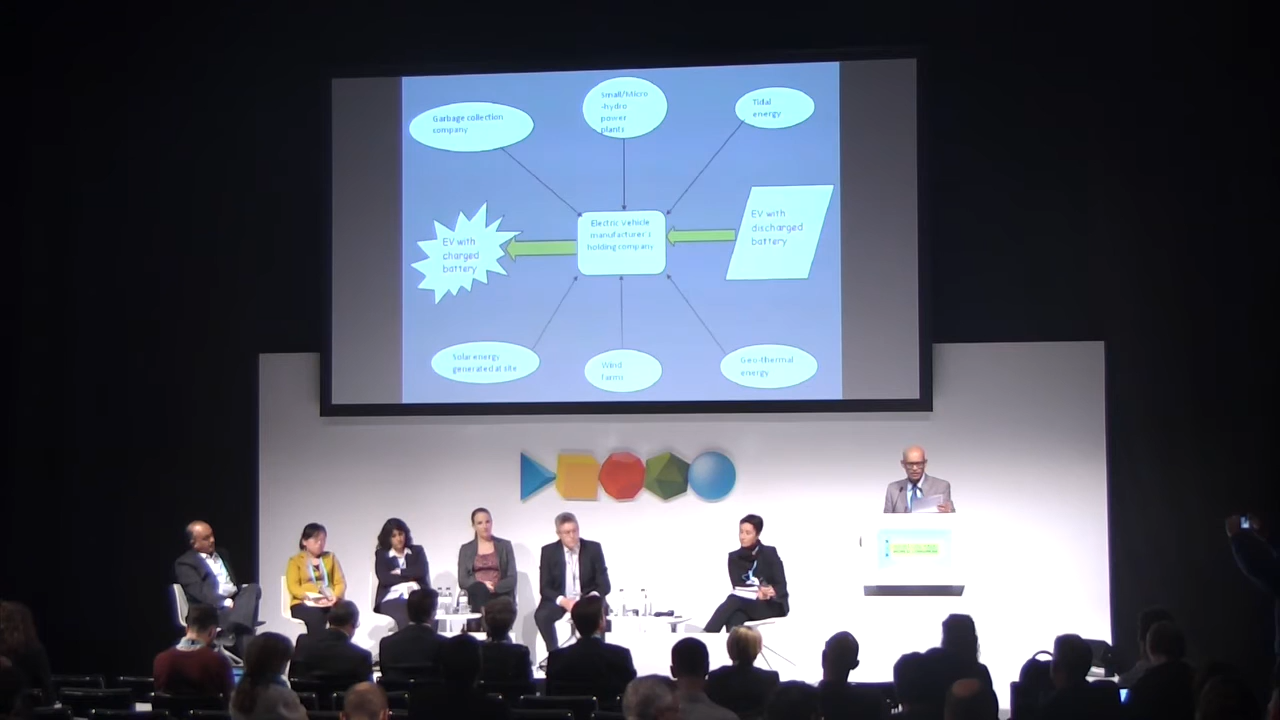 Garbage collection
company
Small/Micro
-hydro
power
plants
Tidal
energy
EV with
charged
battery
Electric Vehicle
manufacturer's
holding company
EV with
discharged
battery
Solar energy
generated at site
Wind
farms
Geo-thermal
energy